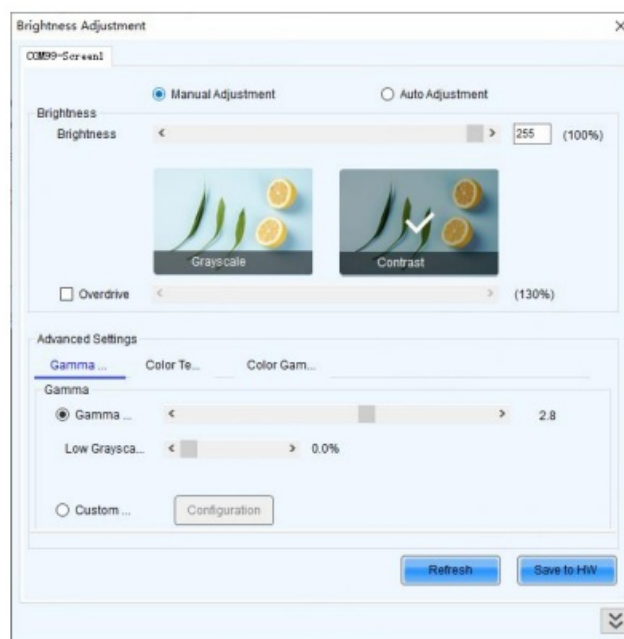 Brightness Adjustment
COM99-Screen1
Manual Adjustment Auto Adjustment
Brightness
Brightness 255 (100%)
Grayscale Contrast
Overdrive (130%)
Advanced Settings
Gamma ... Color Te... Color Gam...
Gamma
Gamma ... 2.8
Low Graysca... 0.0%
Custom ... Configuration
Refresh Save to HW